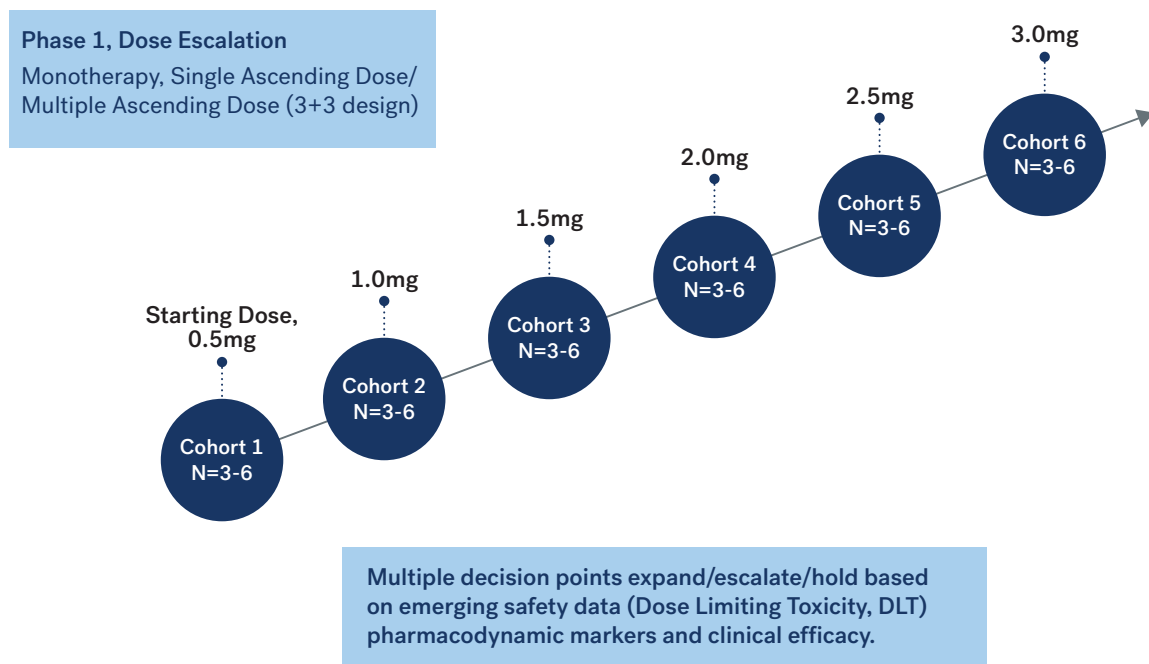 Phase 1, Dose Escalation
Monotherapy, Single Ascending Dose/
Multiple Ascending Dose (3+3 design)
Starting Dose,
0.5mg
Cohort 1
N=3-6
1.0mg
Cohort 2
N=3-6
1.5mg
Cohort 3
N=3-6
2.0mg
Cohort 4
N=3-6
2.5mg
Cohort 5
N=3-6
3.0mg
Cohort 6
N=3-6
Multiple decision points expand/escalate/hold based
on emerging safety data (Dose Limiting Toxicity, DLT)
pharmacodynamic markers and clinical efficacy.